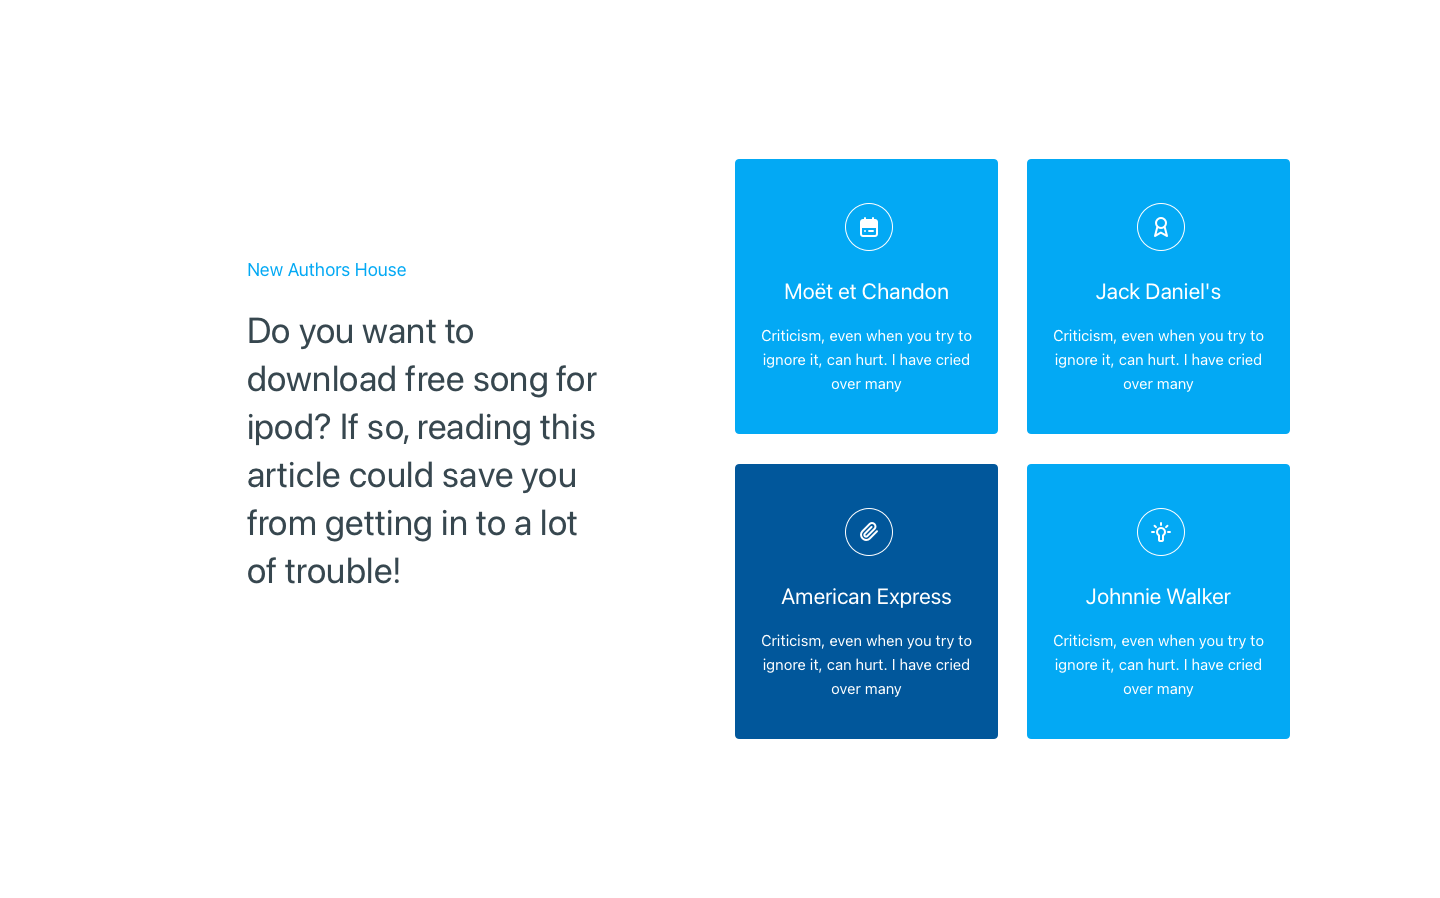 New Authors House
Do you want to
download free song for
ipod? If so, reading this
article could save you
from getting in to a lot
of trouble!
Moët et Chandon
Criticism, even when you try to
ignore it, can hurt. I have cried
over many
Jack Daniel's
Criticism, even when you try to
ignore it, can hurt. I have cried
over many
American Express
Criticism, even when you try to
ignore it, can hurt. I have cried
over many
Johnnie Walker
Criticism, even when you try to
ignore it, can hurt. I have cried
over many